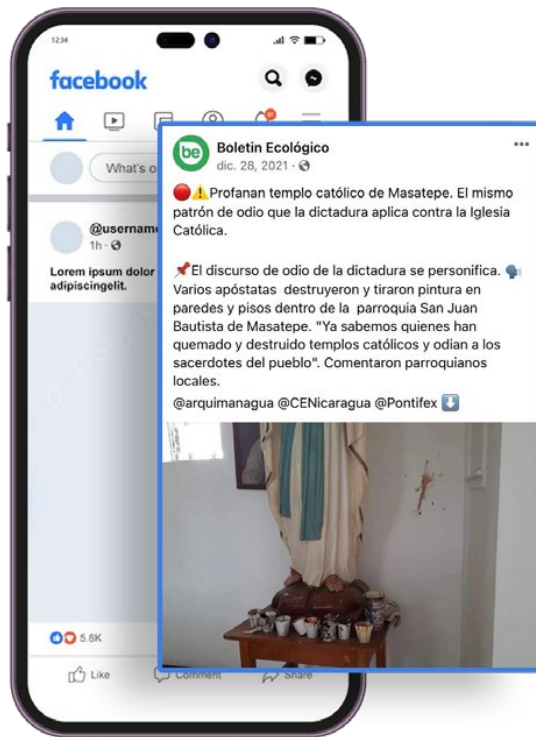 12:34
facebook
What's o
@usernam
1h
Lorem ipsum dolor
adipiscingelit.
be
Boletin Ecológico
dic. 28, 2021 ·
🔴⚠️Profanan templo católico de Masatepe. El mismo
patrón de odio que la dictadura aplica contra la Iglesia
Católica.
📌El discurso de odio de la dictadura se personifica. 🗣️
Varios apóstatas destruyeron y tiraron pintura en
paredes y pisos dentro de la parroquia San Juan
Bautista de Masatepe. "Ya sabemos quienes han
quemado y destruido templos católicos y odian a los
sacerdotes del pueblo". Comentaron parroquianos
locales.
@arquimanagua @CENicaragua @Pontifex ⬇️
5.8K
Like Comment Share